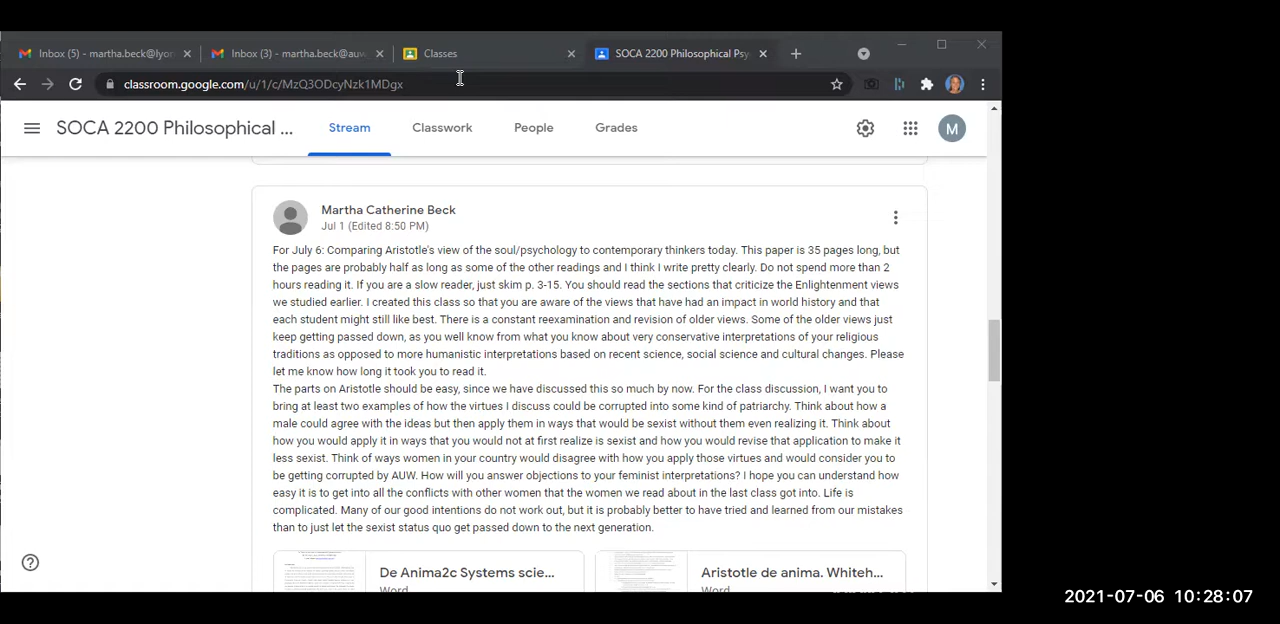 Inbox (5) - martha.beck@lyon
Inbox (3) - martha.beck@auw
Classes
SOCA 2200 Philosophical Psy
classroom.google.com/u/1/c/MzQ3ODcyNzk1MDgx
SOCA 2200 Philosophical ...
Stream
Classwork
People
Grades
M
Martha Catherine Beck
Jul 1 (Edited 8:50 PM)
For July 6: Comparing Aristotle's view of the soul/psychology to contemporary thinkers today. This paper is 35 pages long, but
the pages are probably half as long as some of the other readings and I think I write pretty clearly. Do not spend more than 2
hours reading it. If you are a slow reader, just skim p. 3-15. You should read the sections that criticize the Enlightenment views
we studied earlier. I created this class so that you are aware of the views that have had an impact in world history and that
each student might still like best. There is a constant reexamination and revision of older views. Some of the older views just
keep getting passed down, as you well know from what you know about very conservative interpretations of your religious
traditions as opposed to more humanistic interpretations based on recent science, social science and cultural changes. Please
let me know how long it took you to read it.
The parts on Aristotle should be easy, since we have discussed this so much by now. For the class discussion, I want you to
bring at least two examples of how the virtues I discuss could be corrupted into some kind of patriarchy. Think about how a
male could agree with the ideas but then apply them in ways that would be sexist without them even realizing it. Think about
how you would apply it in ways that you would not at first realize is sexist and how you would revise that application to make it
less sexist. Think of ways women in your country would disagree with how you apply those virtues and would consider you to
be getting corrupted by AUW. How will you answer objections to your feminist interpretations? I hope you can understand how
easy it is to get into all the conflicts with other women that the women we read about in the last class got into. Life is
complicated. Many of our good intentions do not work out, but it is probably better to have tried and learned from our mistakes
than to just let the sexist status quo get passed down to the next generation.
De Anima2c Systems scie...
Word
Aristotle de anima. Whiteh...
Word
2021-07-06 10:28:07